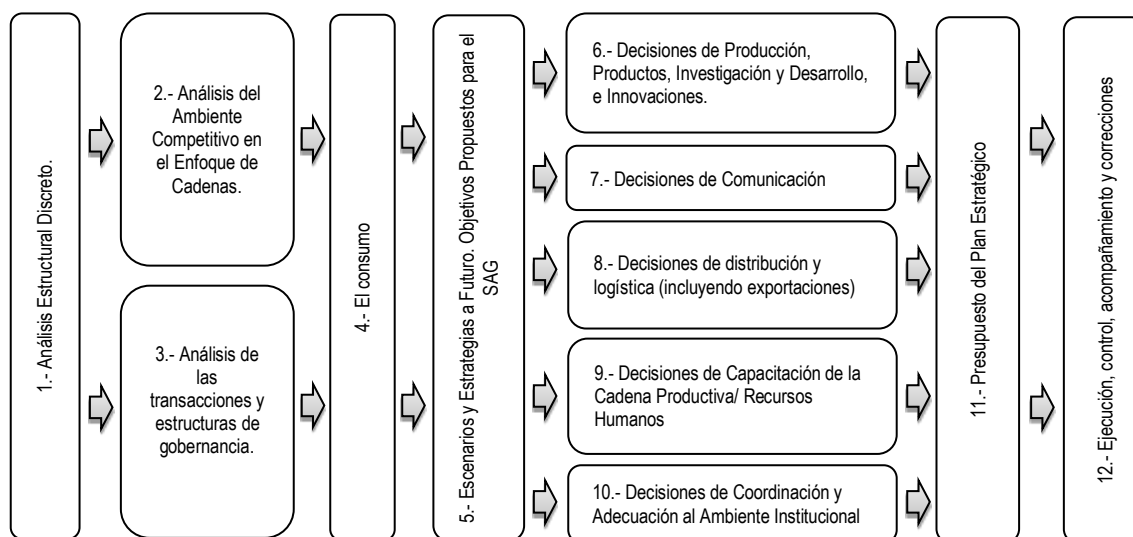 1.- Análisis Estructural Discreto.
2.- Análisis del
Ambiente
Competitivo en
el Enfoque de
Cadenas.
3.- Análisis de
las
transacciones y
estructuras de
gobernancia.
4.- El consumo
5.- Escenarios y Estrategias a Futuro. Objetivos Propuestos para el
SAG
6.- Decisiones de Producción,
Productos, Investigación y Desarrollo,
e Innovaciones.
7.- Decisiones de Comunicación
8.- Decisiones de distribución y
logística (incluyendo exportaciones)
9.- Decisiones de Capacitación de la
Cadena Productiva/ Recursos
Humanos
10.- Decisiones de Coordinación y
Adecuación al Ambiente Institucional
11.- Presupuesto del Plan Estratégico
12.- Ejecución, control, acompañamiento y correcciones